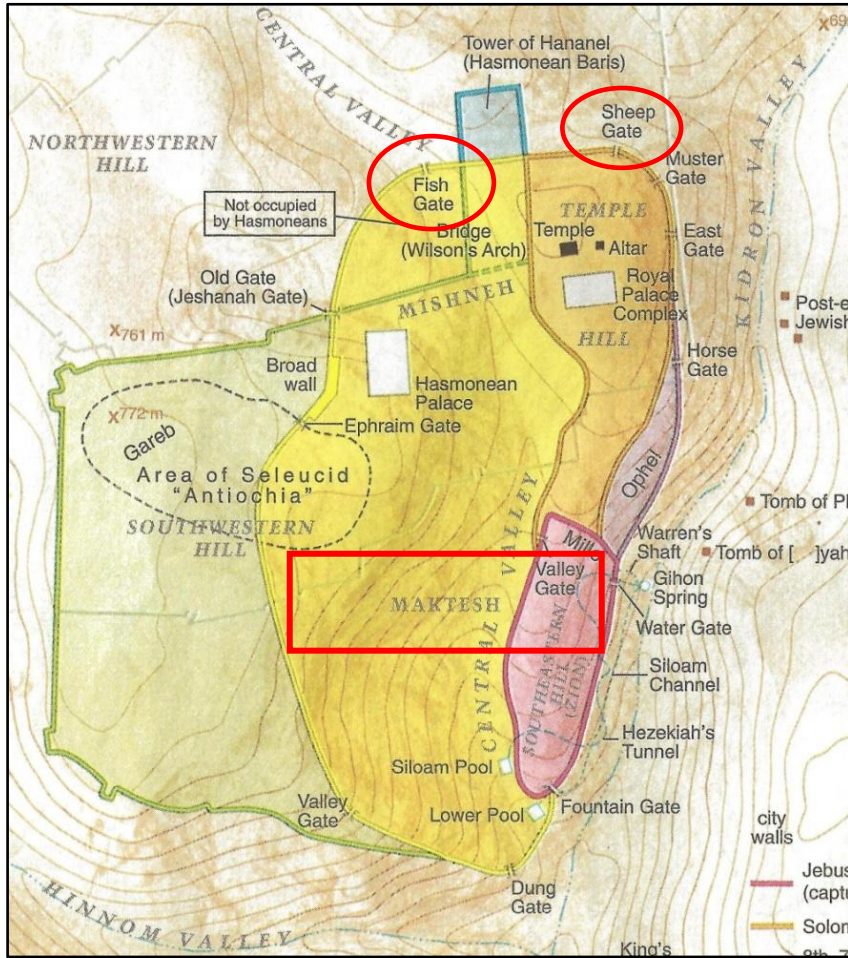 Tower of Hananel
(Hasmonean Baris)
CENTRAL VALLEY
Sheep
Gate
NORTHWESTERN
HILL
Muster
Gate
KIDRON VALLEY
Fish
Gate
Not occupied
by Hasmoneans
TEMPLE
HILL
Bridge
(Wilson's Arch)
Temple
Altar
East
Gate
Royal
Palace
Complex
Old Gate
(Jeshanah Gate)
MISHNEH
Post-e
Jewish
X761 m
Horse
Gate
Broad
wall
Hasmonean
Palace
X772 m
Gareb
Ephraim Gate
Area of Seleucid
"Antiochia"
SOUTHWESTERN
HILL
Ophel
Tomb of Ph
CENTRAL VALLEY
Millo
Warren's
Shaft
Tomb of [ ]yah
Valley
Gate
Gihon
Spring
MAKTESH
Water Gate
SOUTHEASTERN
HILL
(ZION)
Siloam
Channel
Hezekiah's
Tunnel
Siloam Pool
Valley
Gate
Lower Pool
Fountain Gate
city
walls
Dung
Gate
Jebus
(captu
HINNOM VALLEY
Solom
King's